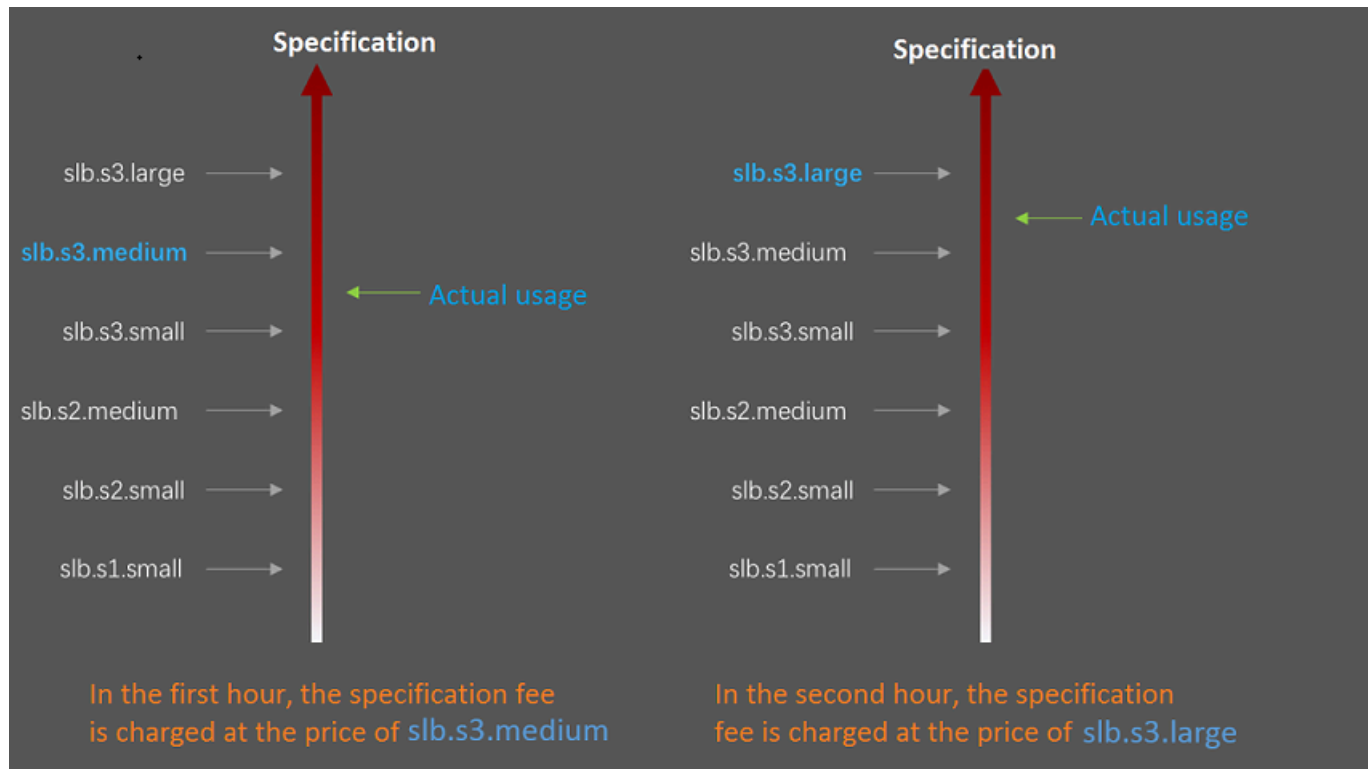 Specification
slb.s3.large
slb.s3.medium
Actual usage
slb.s3.small
slb.s2.medium
slb.s2.small
slb.s1.small
In the first hour, the specification fee
is charged at the price of slb.s3.medium
Specification
slb.s3.large
Actual usage
slb.s3.medium
slb.s3.small
slb.s2.medium
slb.s2.small
slb.s1.small
In the second hour, the specification
fee is charged at the price of slb.s3.large